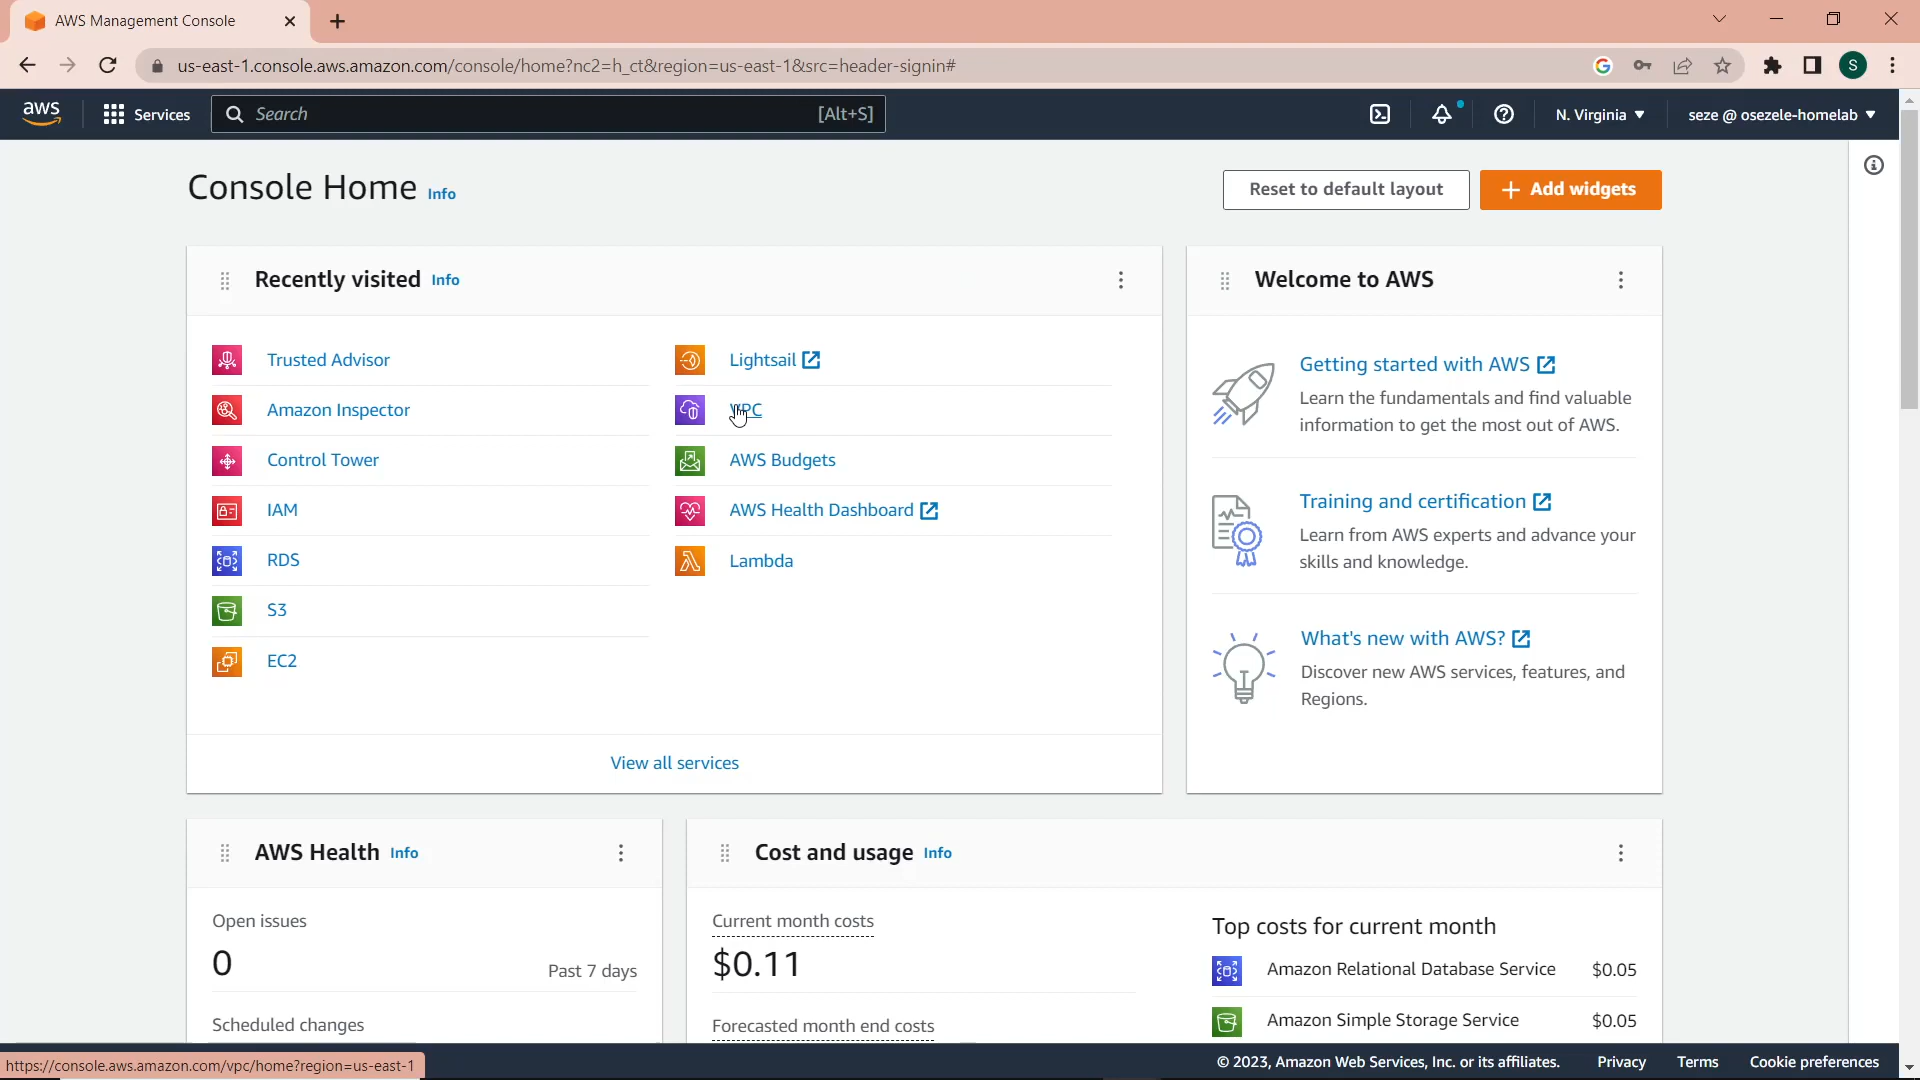 AWS Management Console
us-east-1.console.aws.amazon.com/console/home?nc2=h_ct&region=us-east-1&src=header-signin#
S
aws
Services
Search
[Alt+S]
N. Virginia
seze @ osezele-homelab
Console Home
Info
Reset to default layout
Add widgets
Recently visited
Info
Trusted Advisor
Amazon Inspector
Control Tower
IAM
RDS
S3
EC2
Lightsail
VPC
AWS Budgets
AWS Health Dashboard
Lambda
View all services
Welcome to AWS
Getting started with AWS
Learn the fundamentals and find valuable
information to get the most out of AWS.
Training and certification
Learn from AWS experts and advance your
skills and knowledge.
What's new with AWS?
Discover new AWS services, features, and
Regions.
AWS Health
Info
Open issues
0
Past 7 days
Scheduled changes
Cost and usage
Info
Current month costs
$0.11
Forecasted month end costs
Top costs for current month
Amazon Relational Database Service
$0.05
Amazon Simple Storage Service
$0.05
https://console.aws.amazon.com/vpc/home?region=us-east-1
© 2023, Amazon Web Services, Inc. or its affiliates.
Privacy
Terms
Cookie preferences